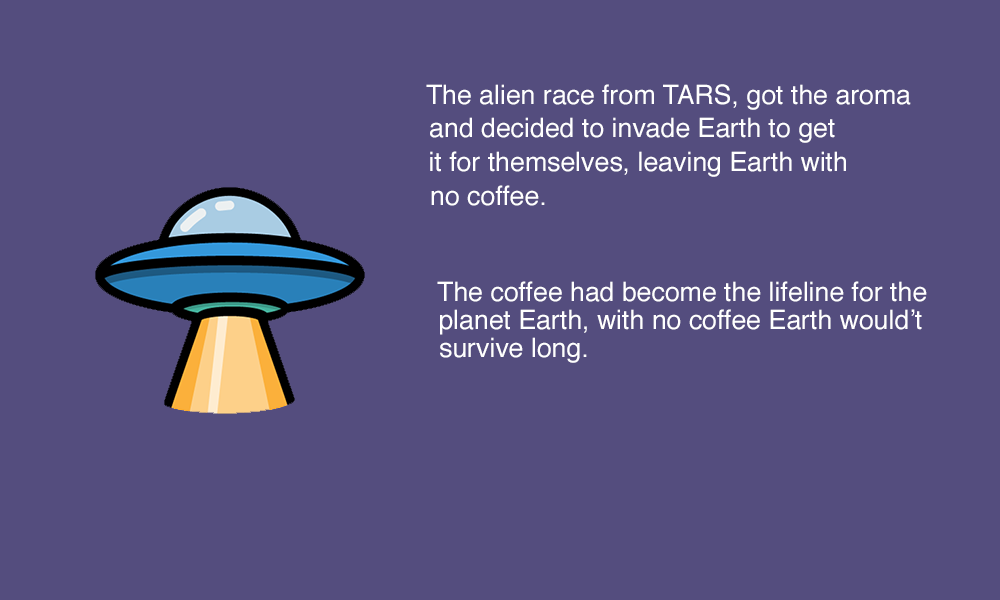 The alien race from TARS, got the aroma
and decided to invade Earth to get
it for themselves, leaving Earth with
no coffee.
The coffee had become the lifeline for the
planet Earth, with no coffee Earth would’t
survive long.